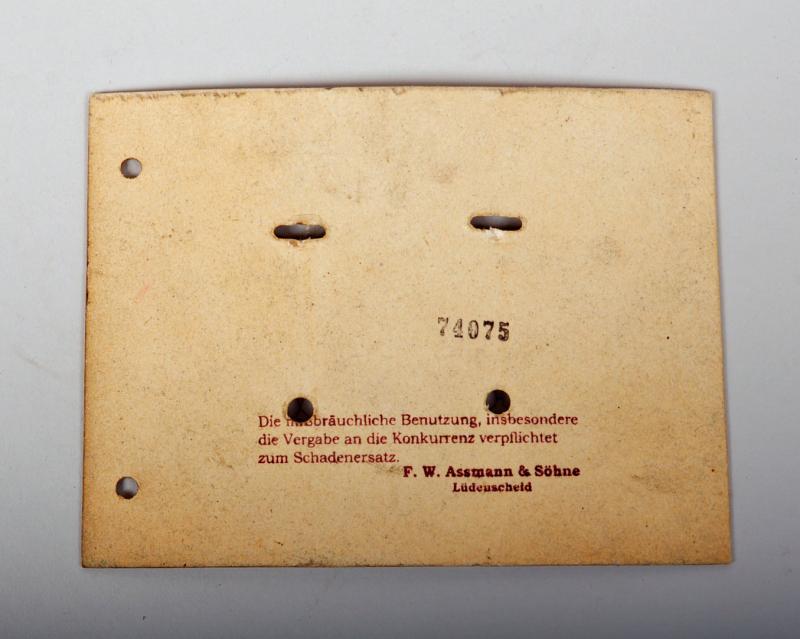 74075
Die mißbräuchliche Benutzung, insbesondere
die Vergabe an die Konkurrenz verpflichtet
zum Schadenersatz.
F. W. Assmann & Söhne
Lüdenscheid